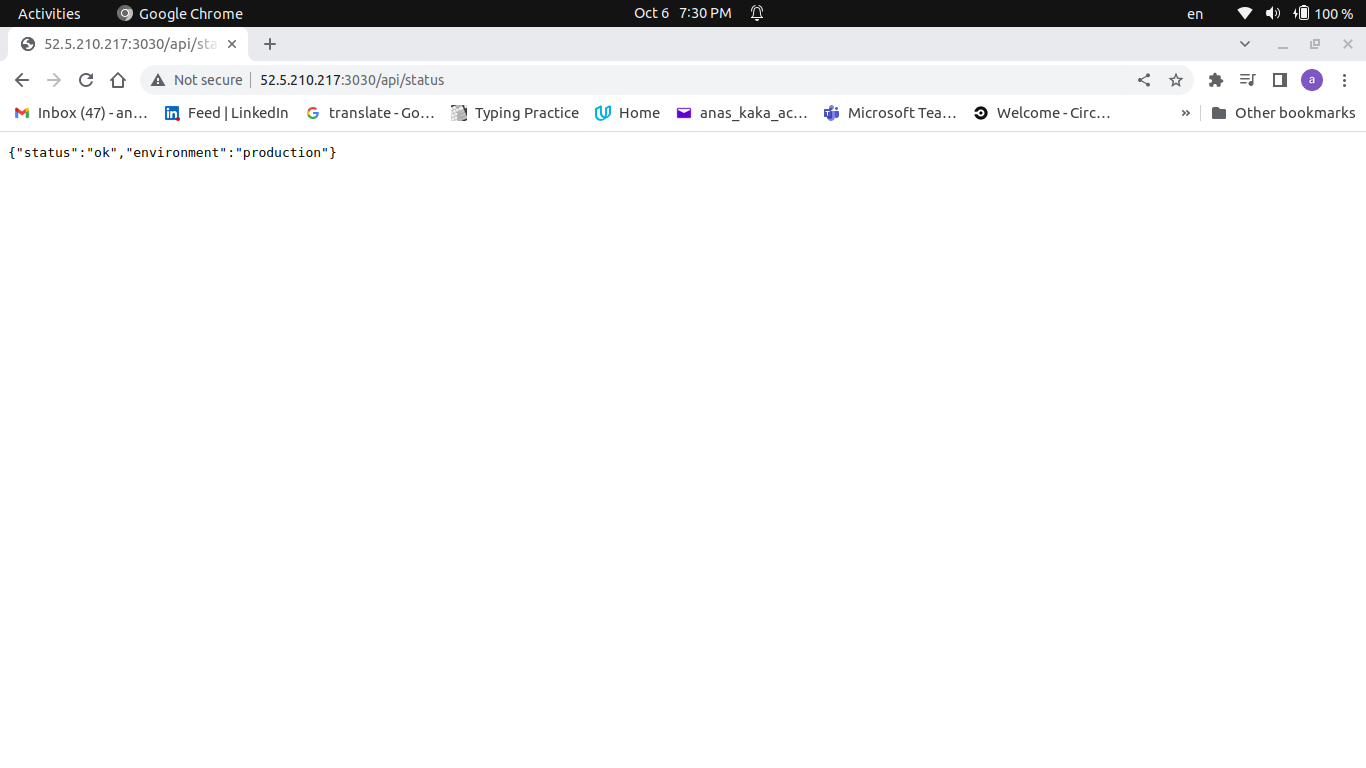 Activities Google Chrome Oct 6 7:30 PM en 100 %
52.5.210.217:3030/api/sta
Not secure 52.5.210.217:3030/api/status
Inbox (47) - an… Feed | LinkedIn translate - Go… Typing Practice Home anas_kaka_ac… Microsoft Tea… Welcome - Circ… » Other bookmarks
a
{"status":"ok","environment":"production"}